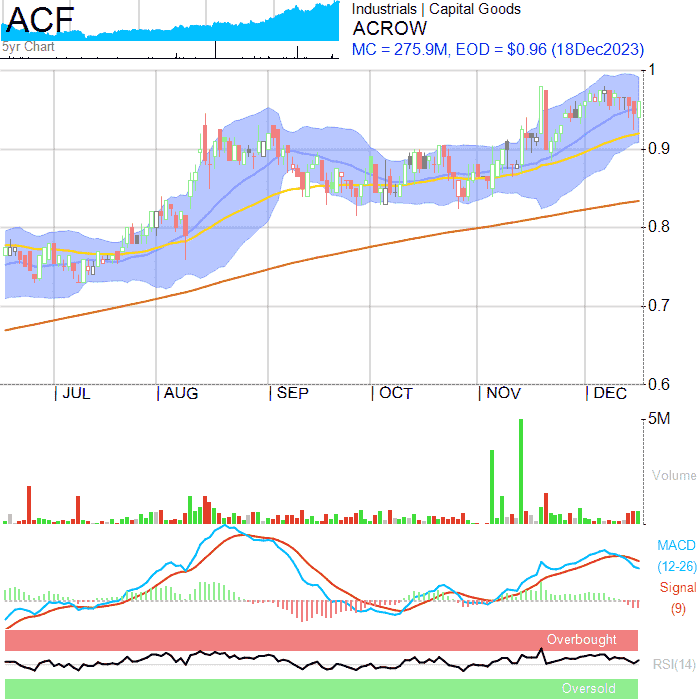 ACF
5yr Chart
Industrials | Capital Goods
ACROW
MC = 275.9M, EOD = $0.96 (18Dec2023)
1
0.9
0.8
0.7
0.6
JUL AUG SEP OCT NOV DEC
5M
Volume
MACD
(12-26)
Signal
(9)
Overbought
RSI(14)
Oversold